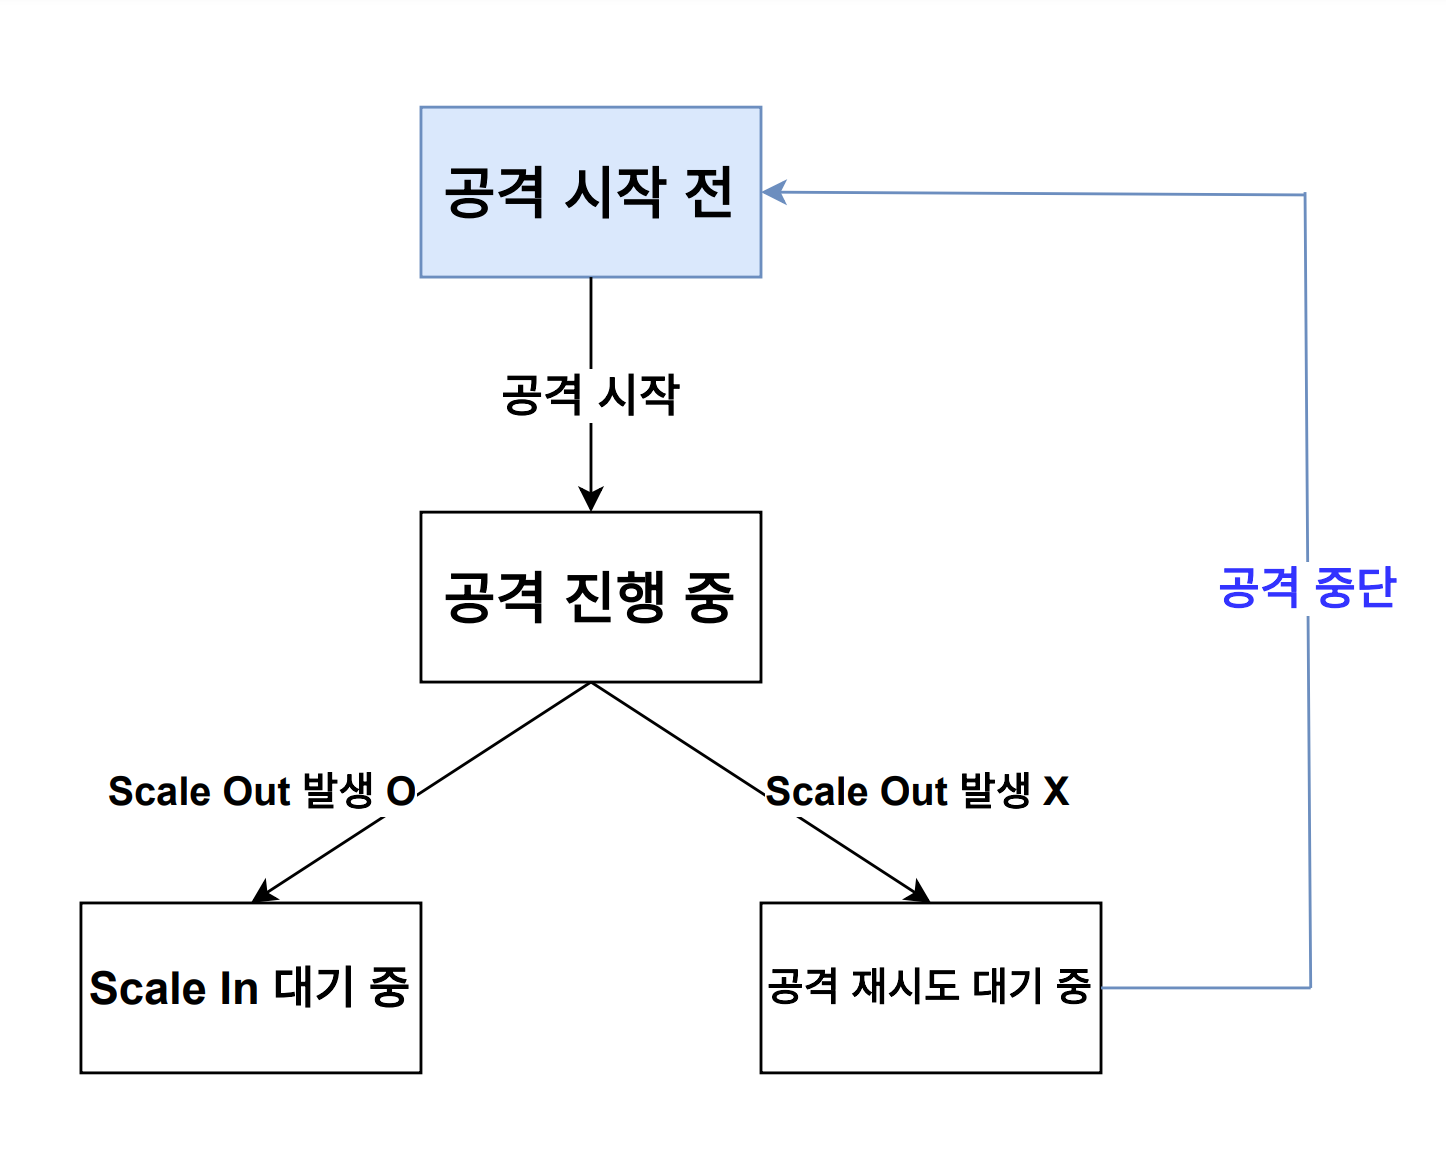 공격 시작 전
공격 시작
공격 진행 중
공격 중단
Scale Out 발생 O
Scale Out 발생 X
Scale In 대기 중
공격 재시도 대기 중